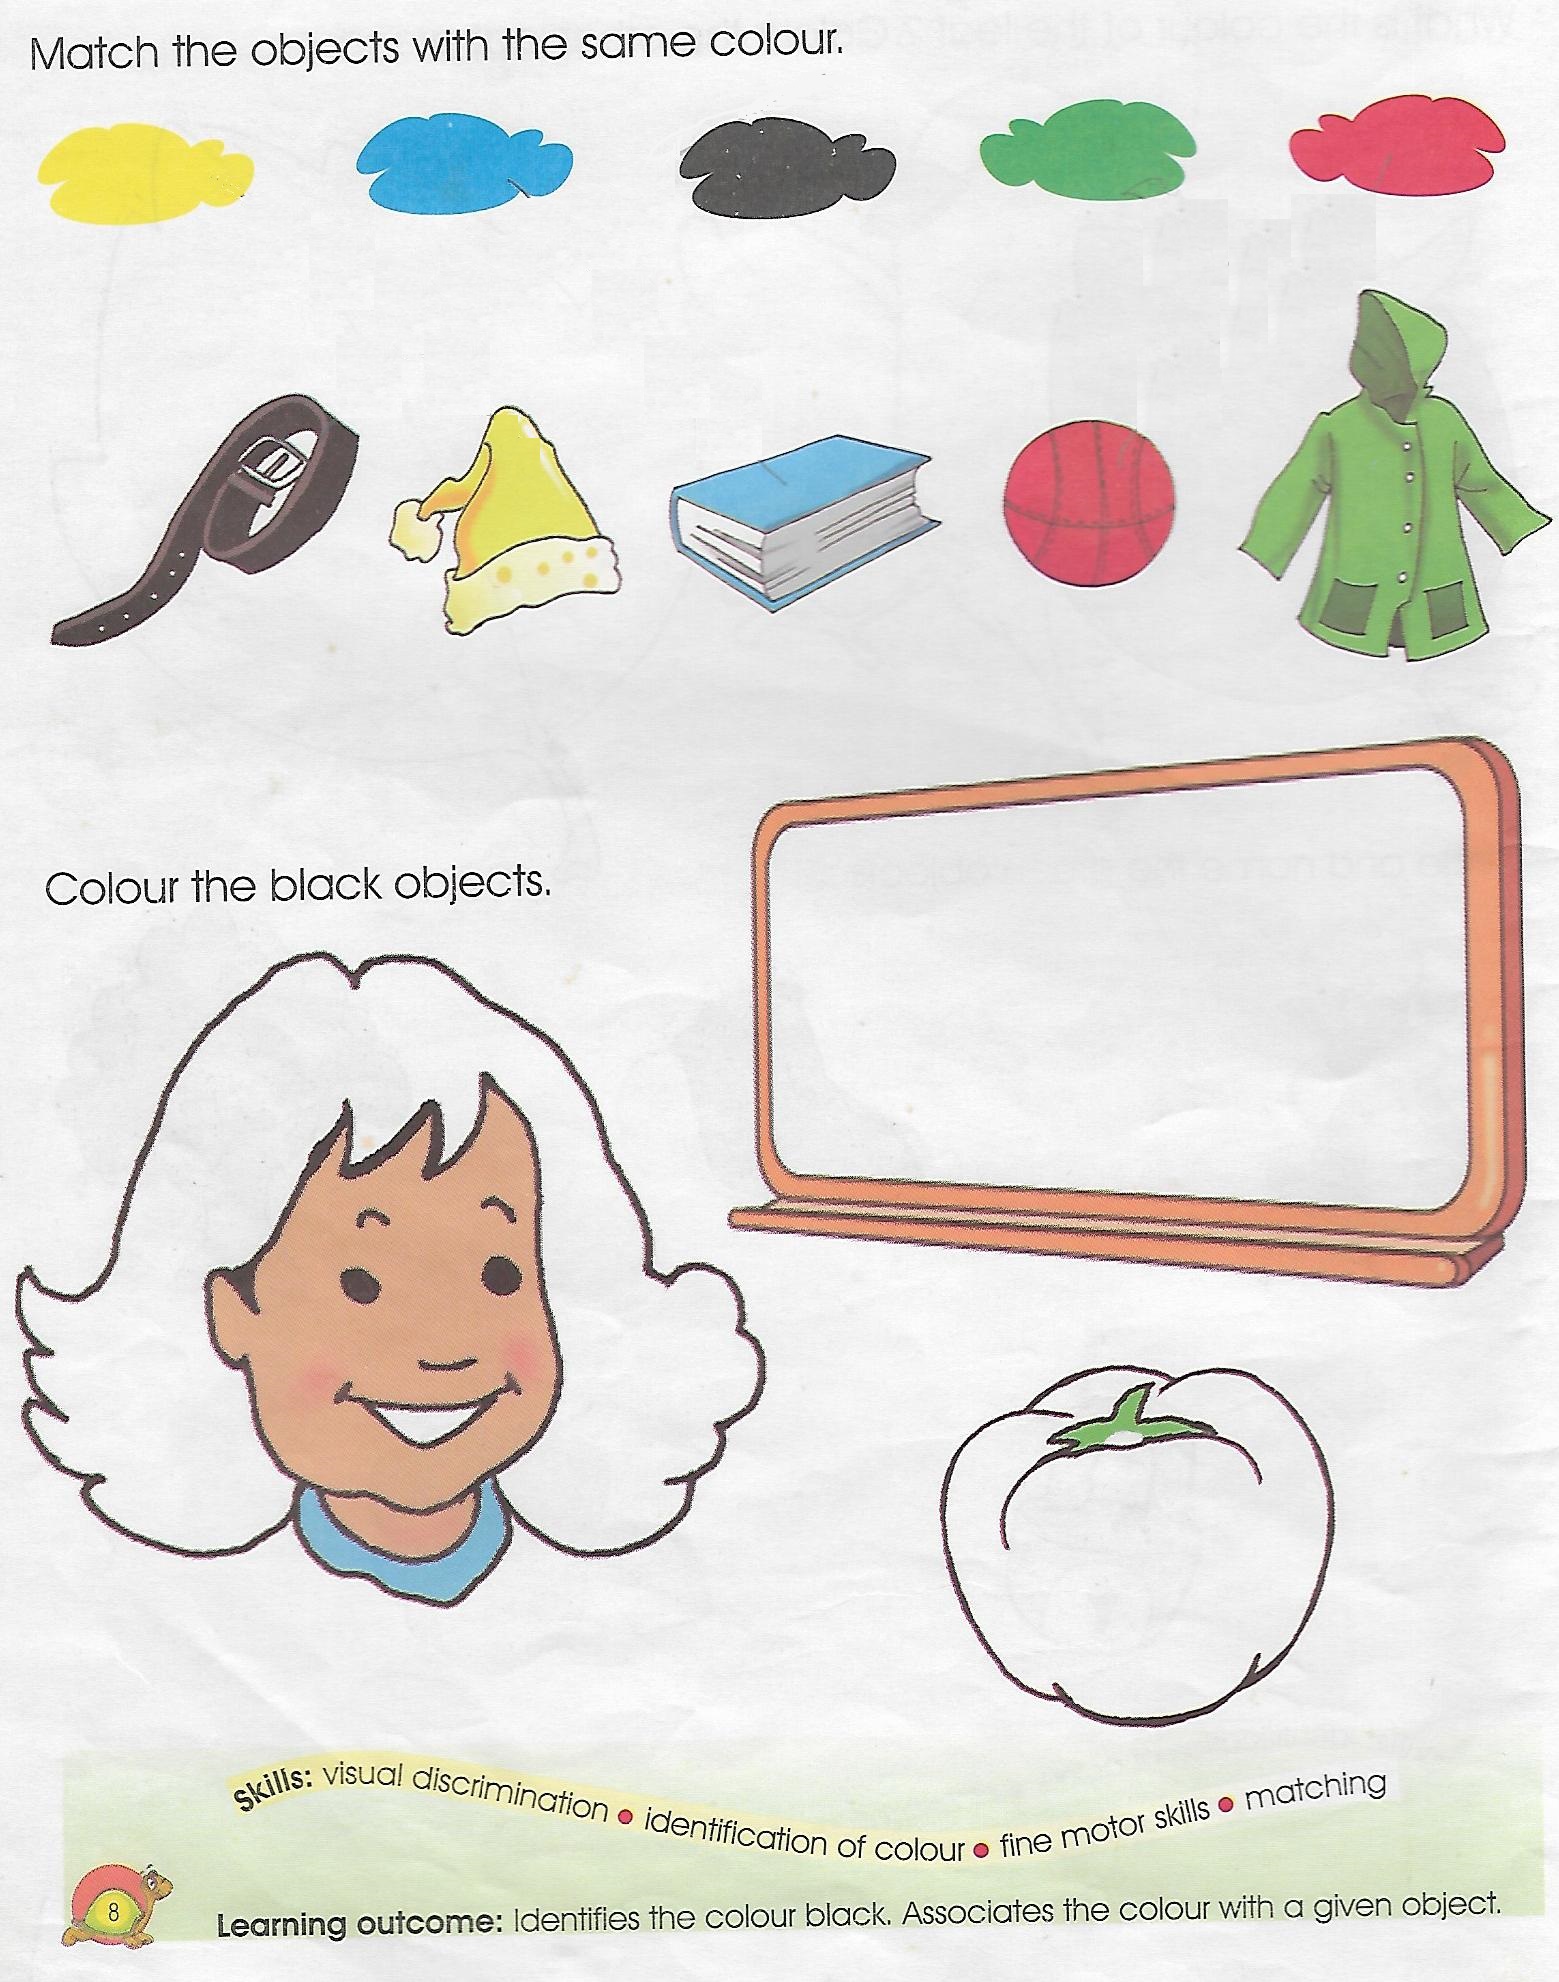 Match the objects with the same colour.
Colour the black objects.
Skills: visual discrimination • identification of colour • fine motor skills • matching
8
Learning outcome: Identifies the colour black. Associates the colour with a given object.